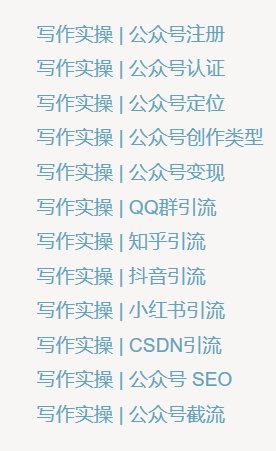 写作实操 | 公众号注册
写作实操 | 公众号认证
写作实操 | 公众号定位
写作实操 | 公众号创作类型
写作实操 | 公众号变现
写作实操 | QQ群引流
写作实操 | 知乎引流
写作实操 | 抖音引流
写作实操 | 小红书引流
写作实操 | CSDN引流
写作实操 | 公众号 SEO
写作实操 | 公众号截流